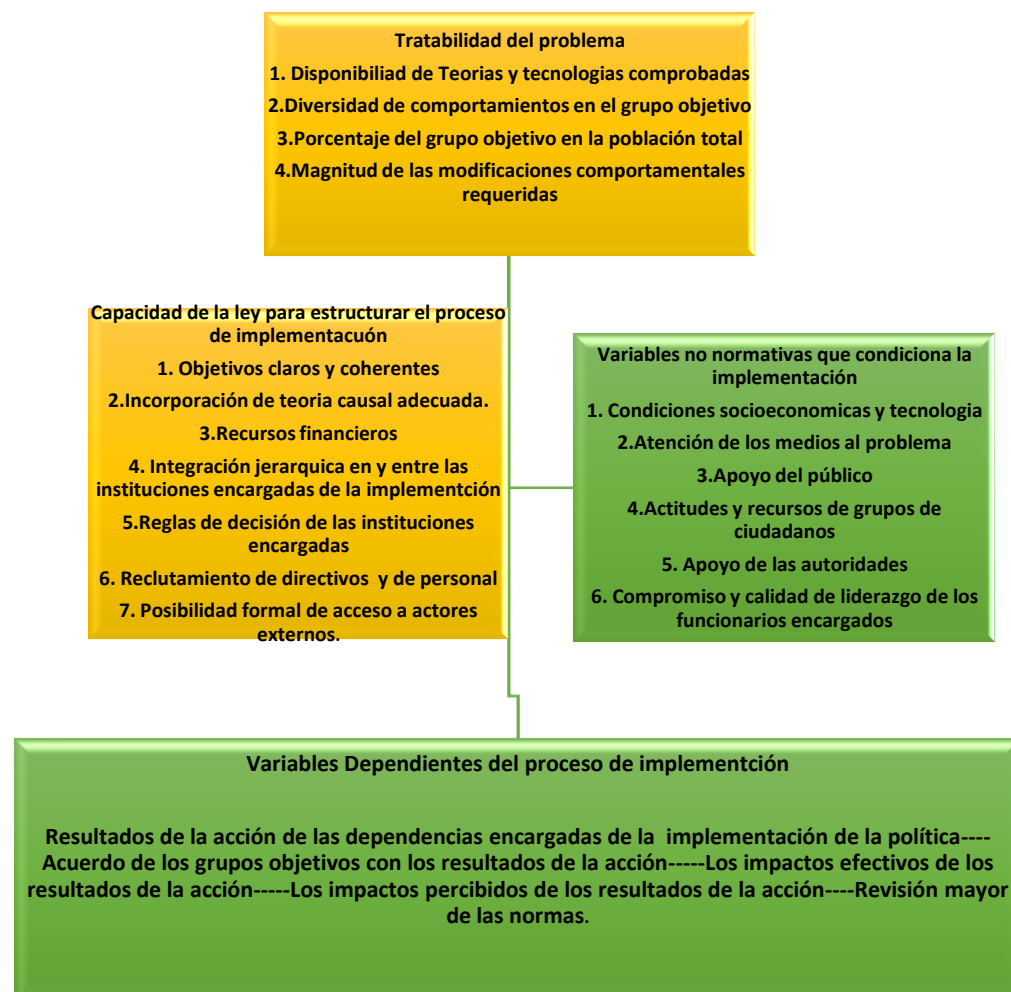 Tratabilidad del problema
1. Disponibiliad de Teorias y tecnologias comprobadas
2.Diversidad de comportamientos en el grupo objetivo
3.Porcentaje del grupo objetivo en la población total
4.Magnitud de las modificaciones comportamentales
requeridas
Capacidad de la ley para estructurar el proceso
de implementacuón
1. Objetivos claros y coherentes
2.Incorporación de teoria causal adecuada.
3.Recursos financieros
4. Integración jerarquica en y entre las
instituciones encargadas de la implementción
5.Reglas de decisión de las instituciones
encargadas
6. Reclutamiento de directivos y de personal
7. Posibilidad formal de acceso a actores
externos.
Variables no normativas que condiciona la
implementación
1. Condiciones socioeconomicas y tecnologia
2.Atención de los medios al problema
3.Apoyo del público
4.Actitudes y recursos de grupos de
ciudadanos
5. Apoyo de las autoridades
6. Compromiso y calidad de liderazgo de los
funcionarios encargados
Variables Dependientes del proceso de implementción
Resultados de la acción de las dependencias encargadas de la implementación de la política----
Acuerdo de los grupos objetivos con los resultados de la acción-----Los impactos efectivos de los
resultados de la acción-----Los impactos percibidos de los resultados de la acción----Revisión mayor
de las normas.